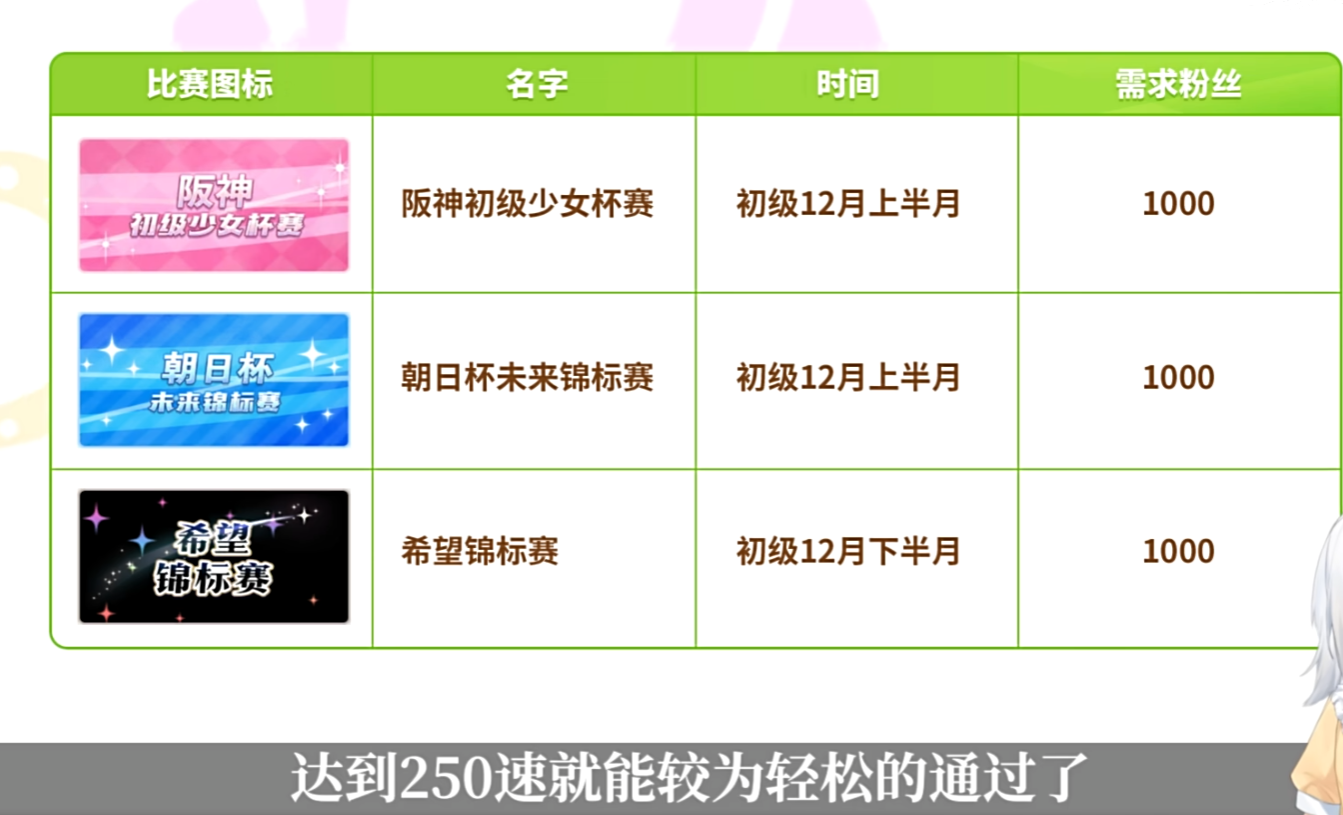 比赛图标 名字 时间 需求粉丝
阪神
初级少女杯赛
阪神初级少女杯赛 初级12月上半月 1000
朝日杯
未来锦标赛
朝日杯未来锦标赛 初级12月上半月 1000
希望
锦标赛
希望锦标赛 初级12月下半月 1000
达到250速就能较为轻松的通过了